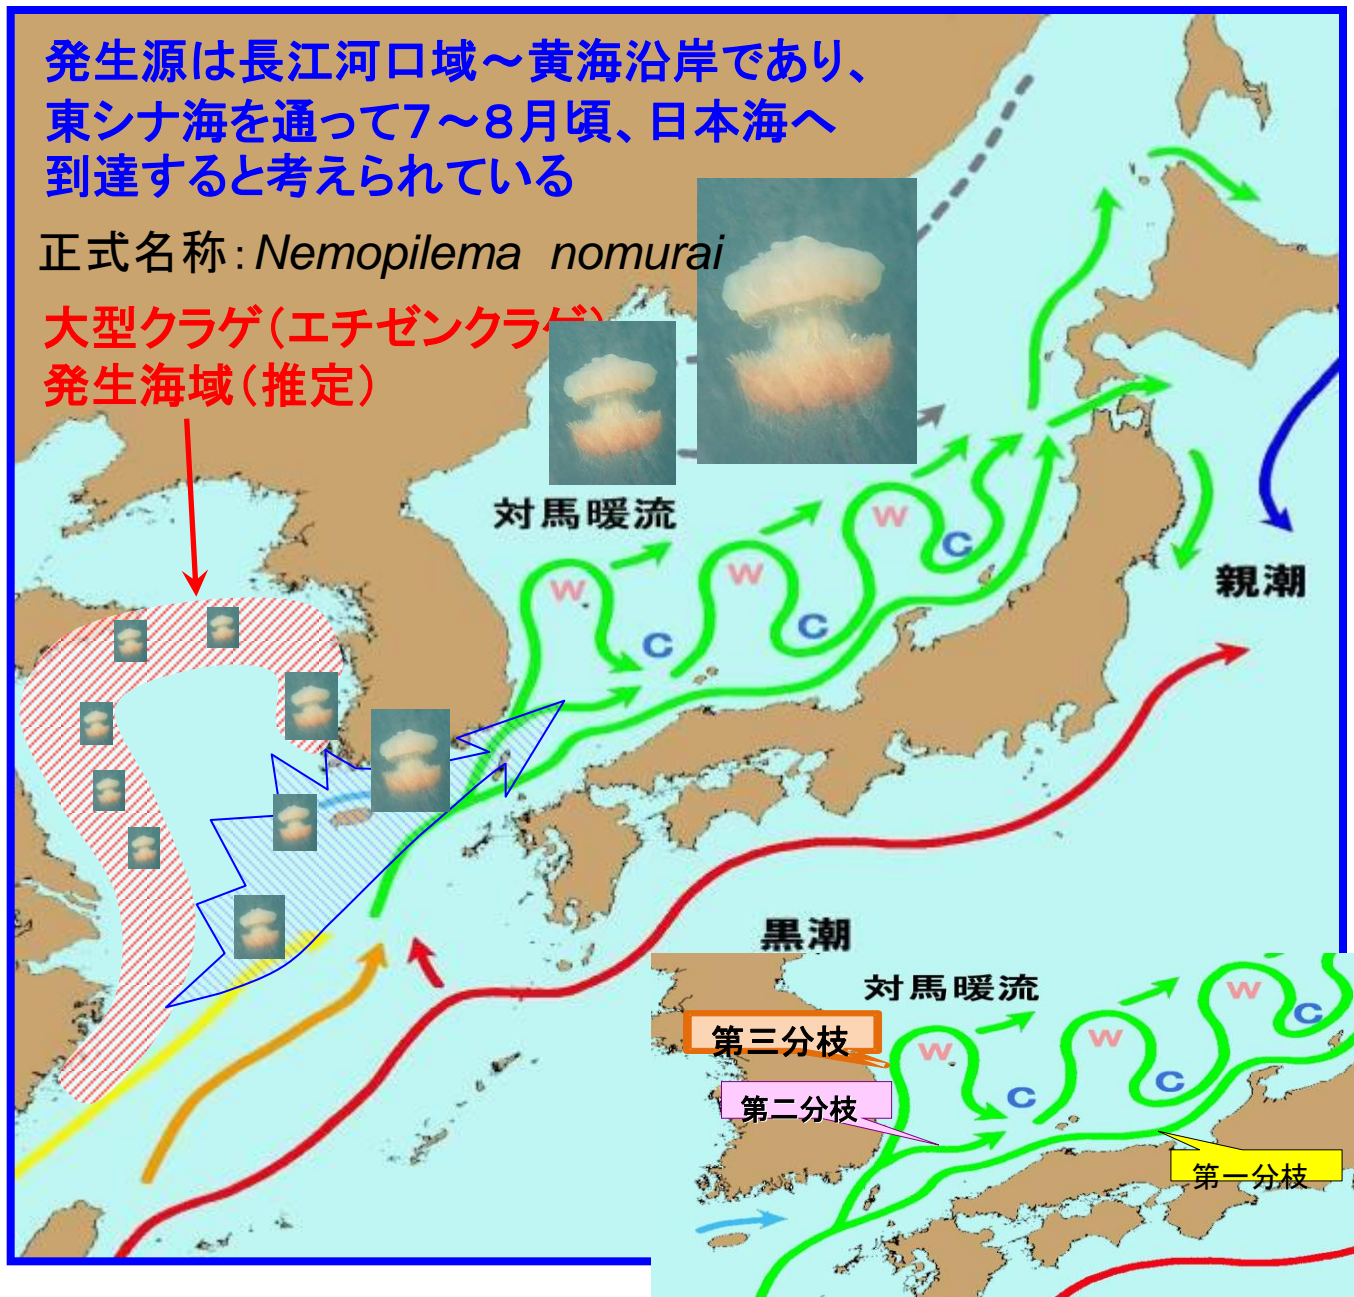 発生源は長江河口域～黄海沿岸であり、
東シナ海を通って７～８月頃、日本海へ
到達すると考えられている
正式名称：Nemopilema nomurai
大型クラゲ（エチゼンクラゲ）
発生海域（推定）
対馬暖流
W
C
W
C
W
C
親潮
黒潮
対馬暖流
第三分枝
第二分枝
第一分枝
W
C
W
C
W
C